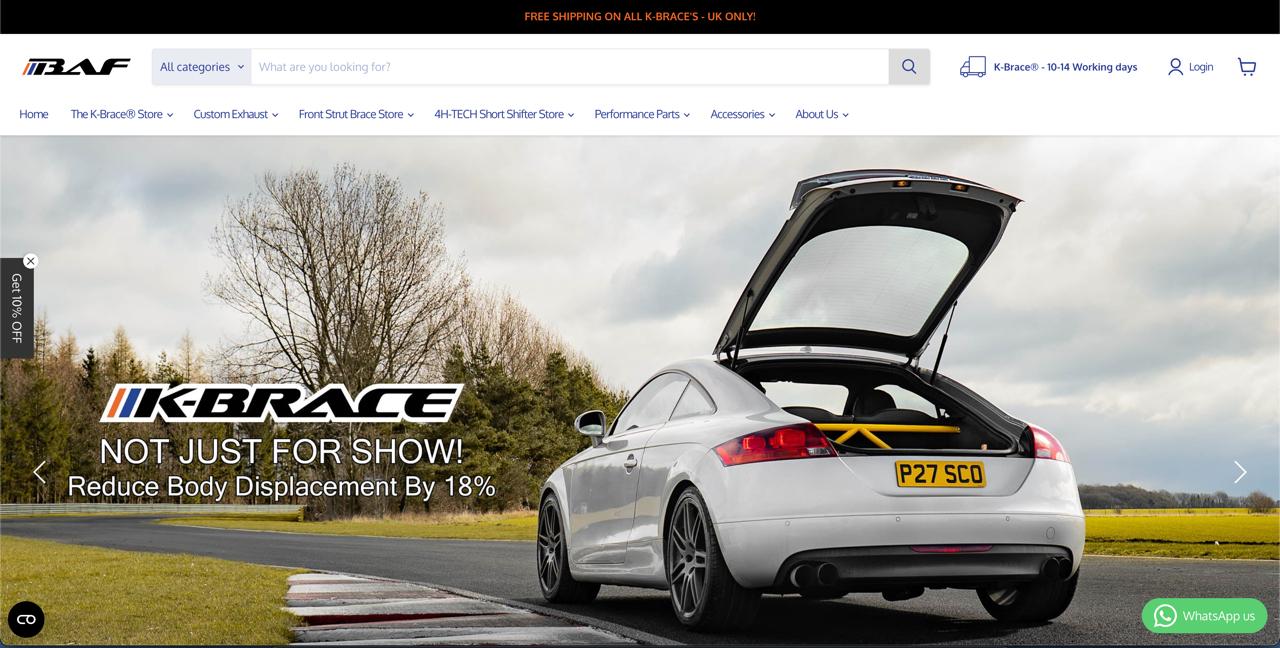 FREE SHIPPING ON ALL K-BRACE'S - UK ONLY!
BAF
All categories
What are you looking for?
K-Brace® - 10-14 Working days
Login
Home
The K-Brace® Store
Custom Exhaust
Front Strut Brace Store
4H-TECH Short Shifter Store
Performance Parts
Accessories
About Us
Get 10% OFF
K-BRACE
NOT JUST FOR SHOW!
Reduce Body Displacement By 18%
P27 SCO
WhatsApp us